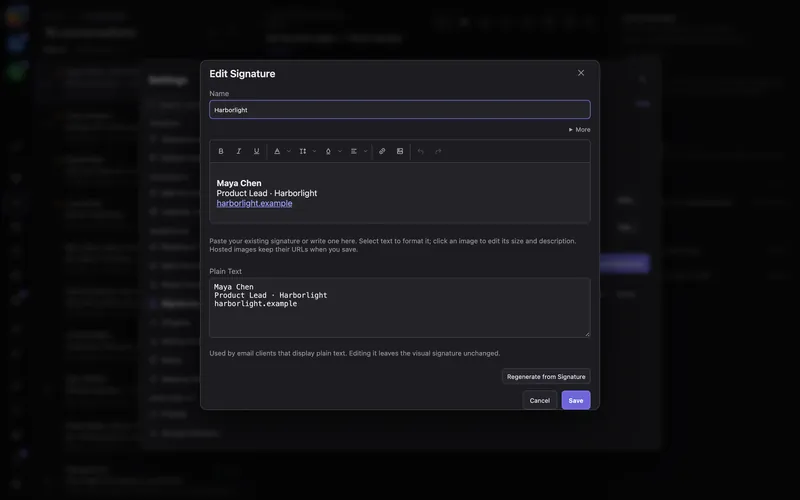 Edit Signature
Name
Harborlight
▶ More
B I U A
Maya Chen
Product Lead · Harborlight
harborlight.example
Paste your existing signature or write one here. Select text to format it; click an image to edit its size and description.
Hosted images keep their URLs when you save.
Plain Text
Maya Chen
Product Lead · Harborlight
harborlight.example
Used by email clients that display plain text. Editing it leaves the visual signature unchanged.
Regenerate from Signature
Cancel
Save